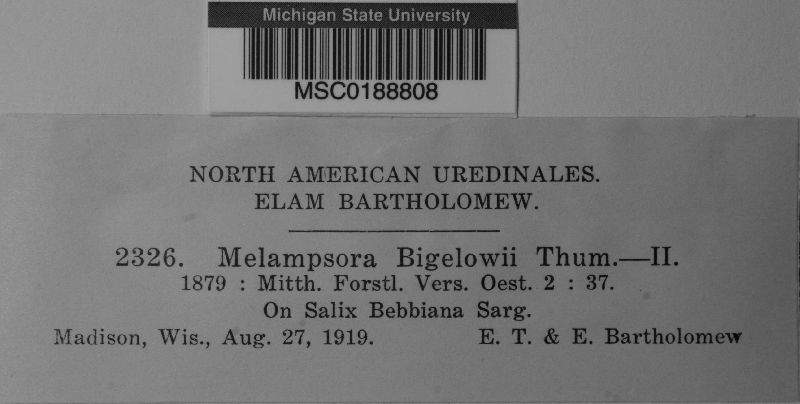 Michigan State University
MSC0188808
NORTH AMERICAN UREDINALES.
ELAM BARTHOLOMEW.
2326. Melampsora Bigelowii Thum.—II.
1879 : Mitth. Forstl. Vers. Oest. 2 : 37.
On Salix Bebbiana Sarg.
Madison, Wis., Aug. 27, 1919. E. T. & E. Bartholomew